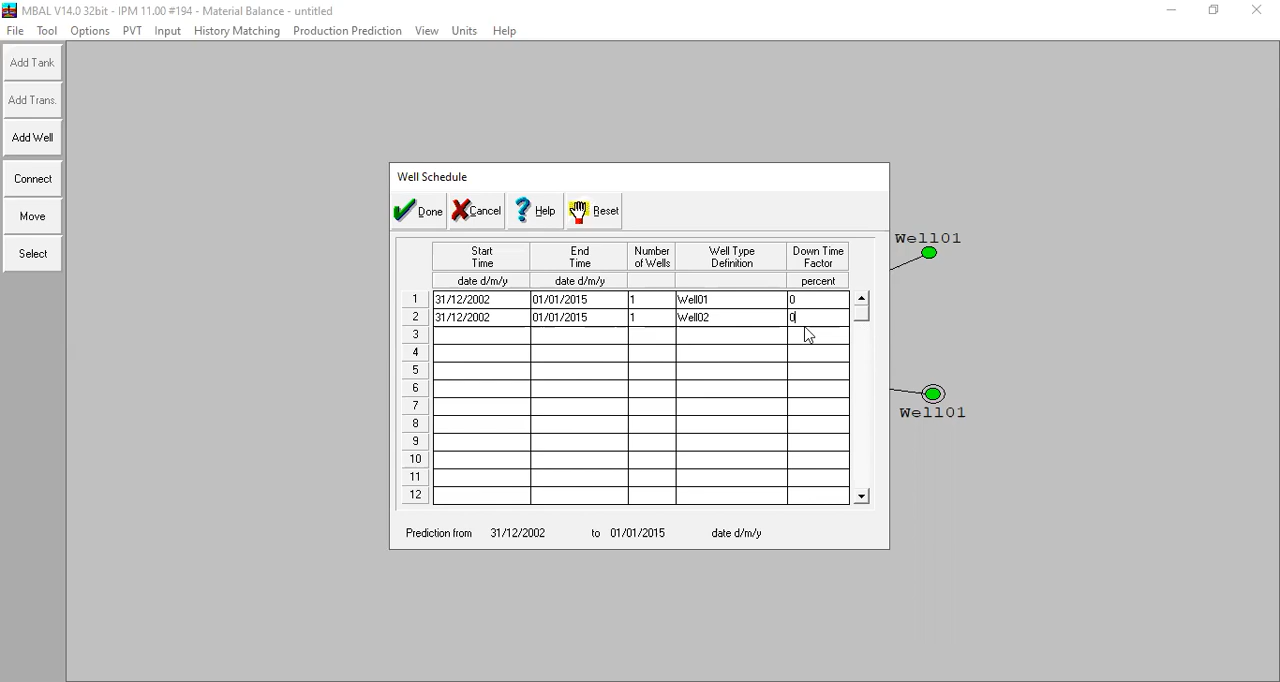 MBAL V14.0 32bit - IPM 11.00 #194 - Material Balance - untitled
File Tool Options PVT Input History Matching Production Prediction View Units Help
Add Tank
Add Trans.
Add Well
Connect
Move
Select
Well Schedule
Done Cancel Help Reset
Start Time End Time Number of Wells Well Type Definition Down Time Factor
date d/m/y date d/m/y percent
1 31/12/2002 01/01/2015 1 Well01 0
2 31/12/2002 01/01/2015 1 Well02 0
3
4
5
6
7
8
9
10
11
12
Prediction from 31/12/2002 to 01/01/2015 date d/m/y
Well01
Well01